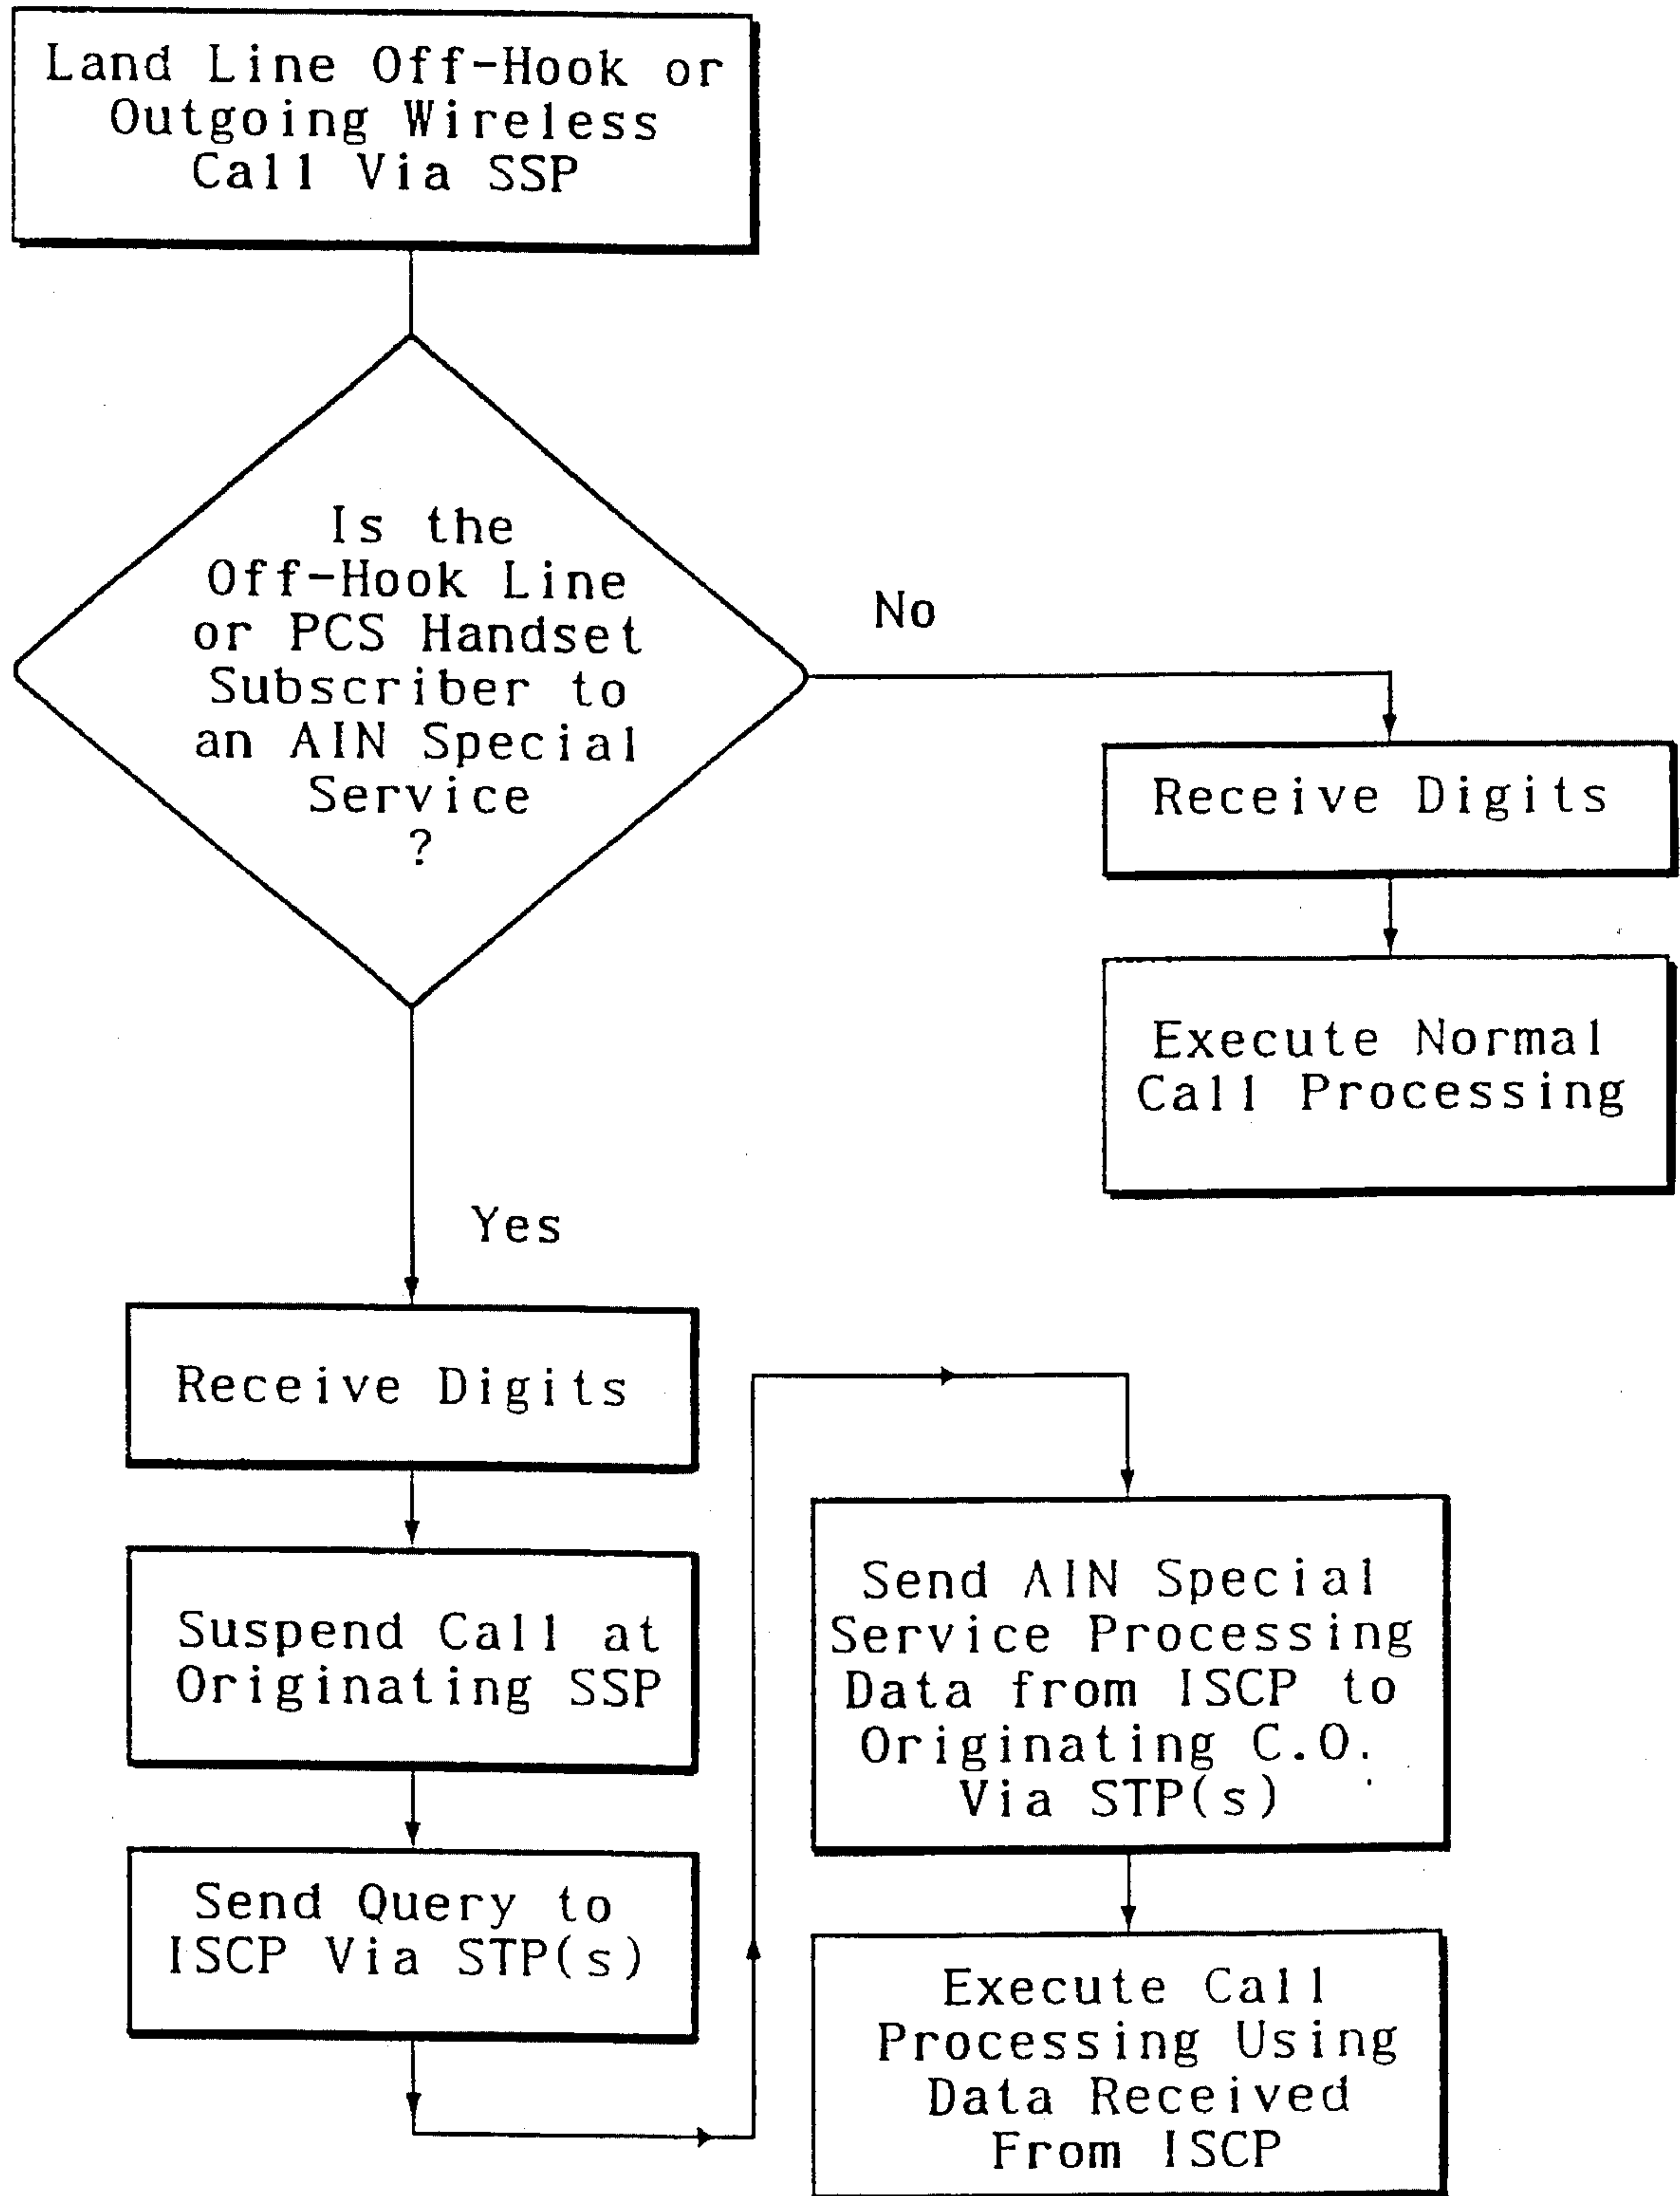 Land Line Off-Hook or
Outgoing Wireless
Call Via SSP
Is the
Off-Hook Line
or PCS Handset
Subscriber to
an AIN Special
Service
?
No
Receive Digits
Execute Normal
Call Processing
Yes
Receive Digits
Suspend Call at
Originating SSP
Send Query to
ISCP Via STP(s)
Send AIN Special
Service Processing
Data from ISCP to
Originating C.O.
Via STP(s)
Execute Call
Processing Using
Data Received
From ISCP